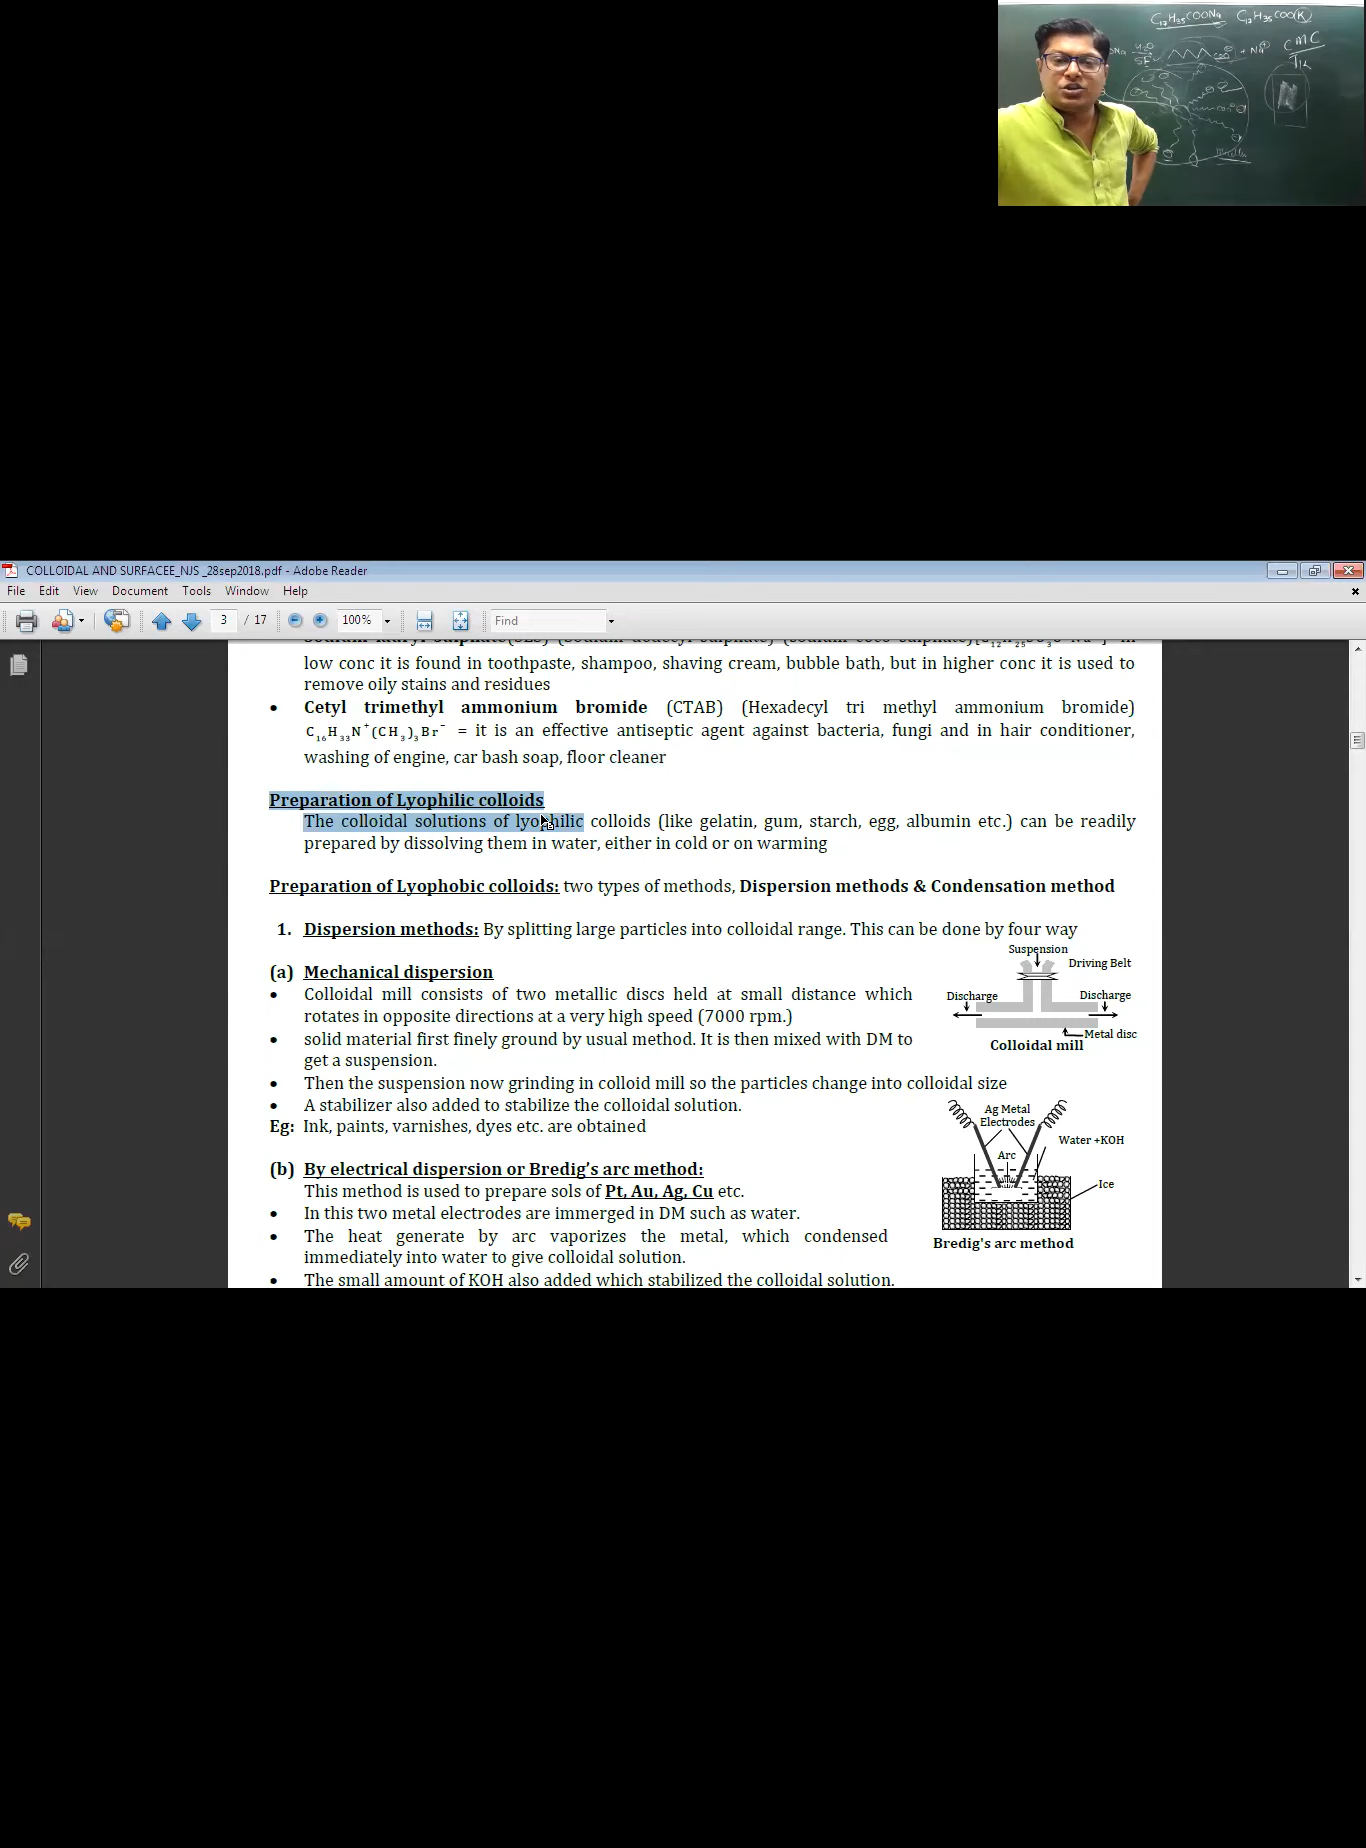 C₁₇H₃₅COONa C₁₇H₃₅COOK
H₂O
+ Na⁺
CMC
COLLOIDAL AND SURFACEE_NJS _28sep2018.pdf - Adobe Reader
File Edit View Document Tools Window Help
3 / 17 100% Find
low conc it is found in toothpaste, shampoo, shaving cream, bubble bath, but in higher conc it is used to
remove oily stains and residues
• Cetyl trimethyl ammonium bromide (CTAB) (Hexadecyl tri methyl ammonium bromide)
C₁₆H₃₃N⁺(CH₃)₃Br⁻ = it is an effective antiseptic agent against bacteria, fungi and in hair conditioner,
washing of engine, car bash soap, floor cleaner
Preparation of Lyophilic colloids
The colloidal solutions of lyophilic colloids (like gelatin, gum, starch, egg, albumin etc.) can be readily
prepared by dissolving them in water, either in cold or on warming
Preparation of Lyophobic colloids: two types of methods, Dispersion methods & Condensation method
1. Dispersion methods: By splitting large particles into colloidal range. This can be done by four way
(a) Mechanical dispersion
• Colloidal mill consists of two metallic discs held at small distance which
rotates in opposite directions at a very high speed (7000 rpm.)
• solid material first finely ground by usual method. It is then mixed with DM to
get a suspension.
• Then the suspension now grinding in colloid mill so the particles change into colloidal size
• A stabilizer also added to stabilize the colloidal solution.
Eg: Ink, paints, varnishes, dyes etc. are obtained
Suspension
Driving Belt
Discharge Discharge
Metal disc
Colloidal mill
(b) By electrical dispersion or Bredig's arc method:
This method is used to prepare sols of Pt, Au, Ag, Cu etc.
• In this two metal electrodes are immerged in DM such as water.
• The heat generate by arc vaporizes the metal, which condensed
immediately into water to give colloidal solution.
• The small amount of KOH also added which stabilized the colloidal solution.
Ag Metal
Electrodes
Water +KOH
Arc
Ice
Bredig's arc method